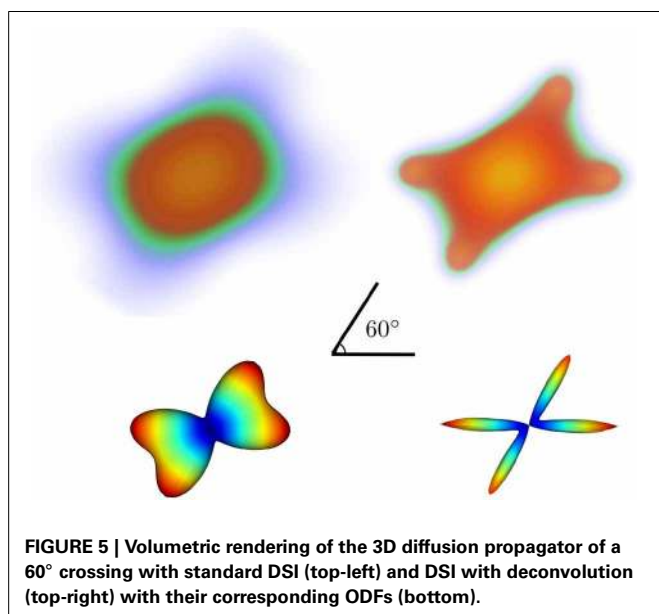 60°
FIGURE 5 | Volumetric rendering of the 3D diffusion propagator of a
60° crossing with standard DSI (top-left) and DSI with deconvolution
(top-right) with their corresponding ODFs (bottom).